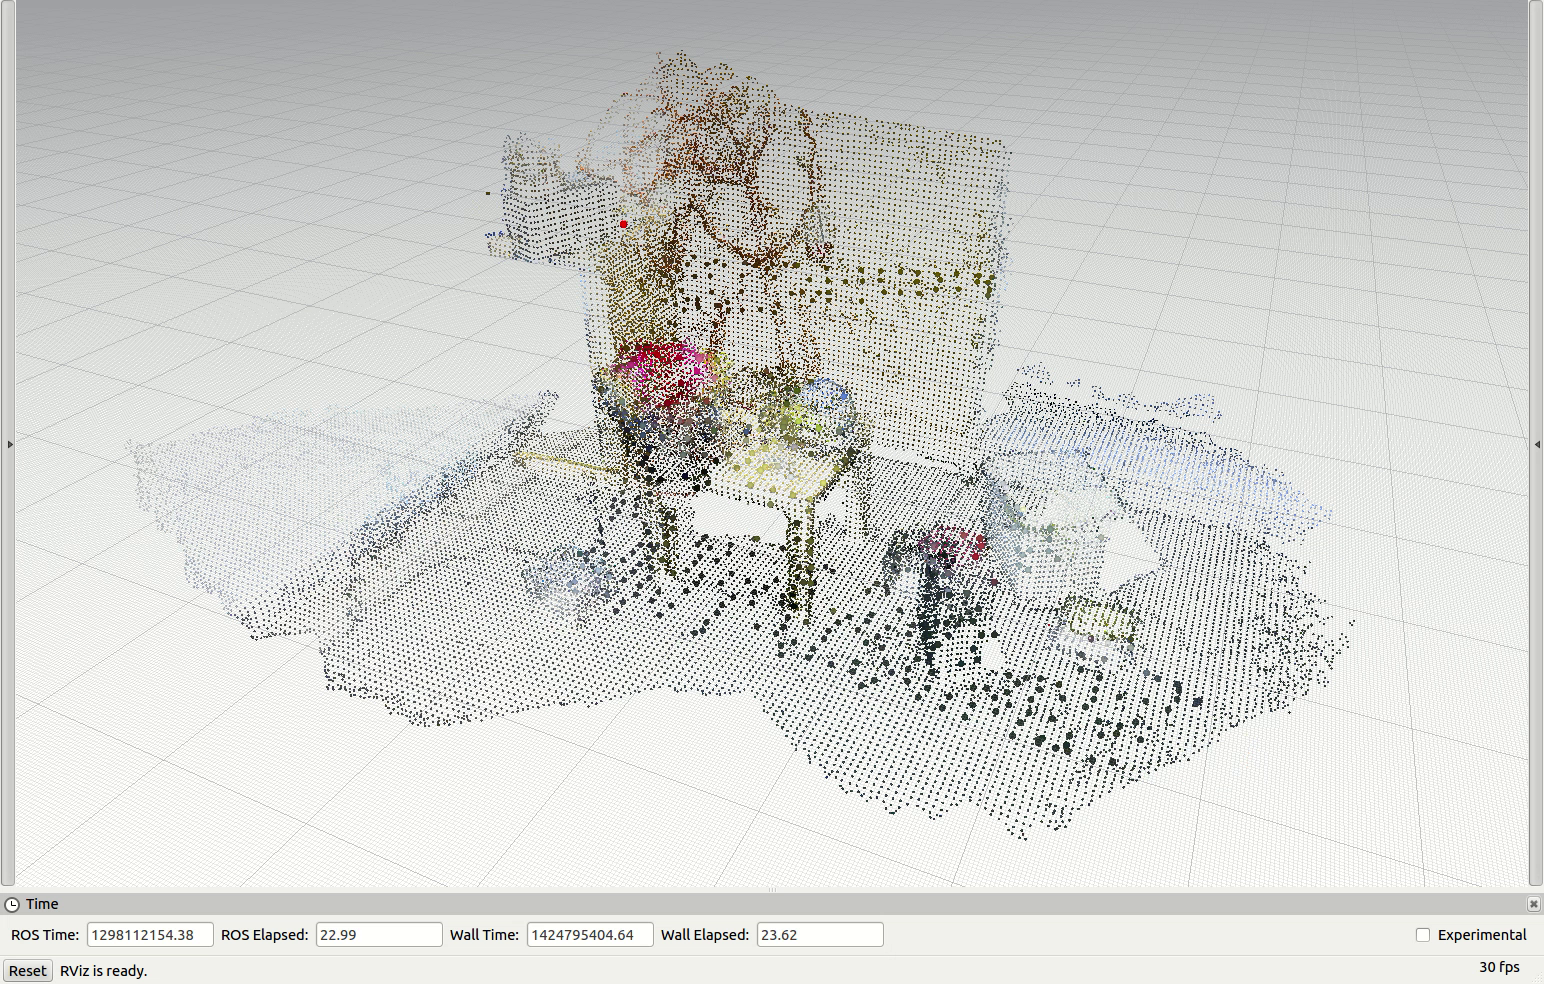 Time
ROS Time: 1298112154.38 ROS Elapsed: 22.99 Wall Time: 1424795404.64 Wall Elapsed: 23.62 Experimental
Reset RViz is ready. 30 fps